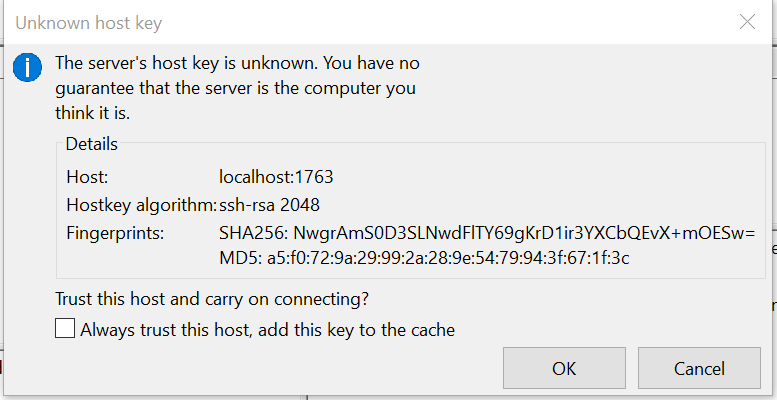 Unknown host key
The server's host key is unknown. You have no
guarantee that the server is the computer you
think it is.
Details
Host: localhost:1763
Hostkey algorithm:ssh-rsa 2048
Fingerprints: SHA256: NwgrAmS0D3SLNwdFlTY69gKrD1ir3YXCbQEvX+mOESw=
MD5: a5:f0:72:9a:29:99:2a:28:9e:54:79:94:3f:67:1f:3c
Trust this host and carry on connecting?
Always trust this host, add this key to the cache
OK Cancel